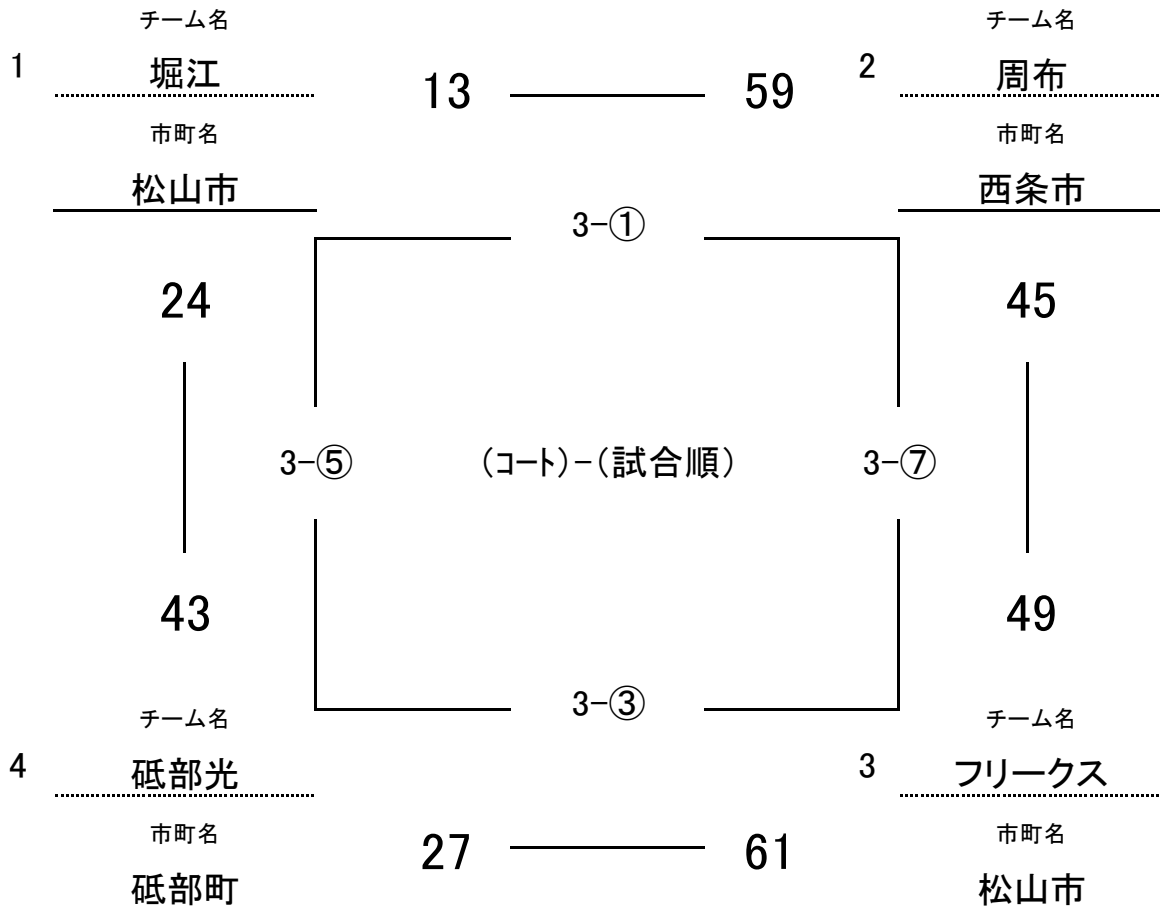 チーム名 チーム名
1 堀江 13 59 2 周布
市町名 市町名
松山市 西条市
3-①
24 45
3-⑤ (コート)-(試合順) 3-⑦
43 49
3-③
チーム名 チーム名
4 砥部光 3 フリークス
市町名 27 61 市町名
砥部町 松山市